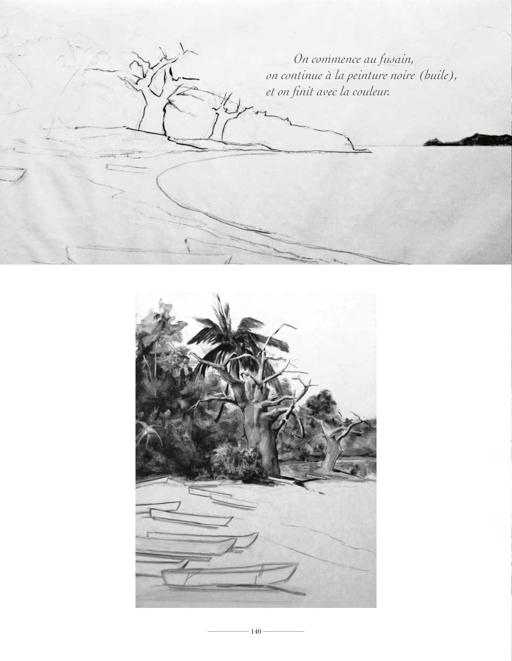 On commence au fusain,
on continue à la peinture noire (huile),
et on finit avec la couleur.
140